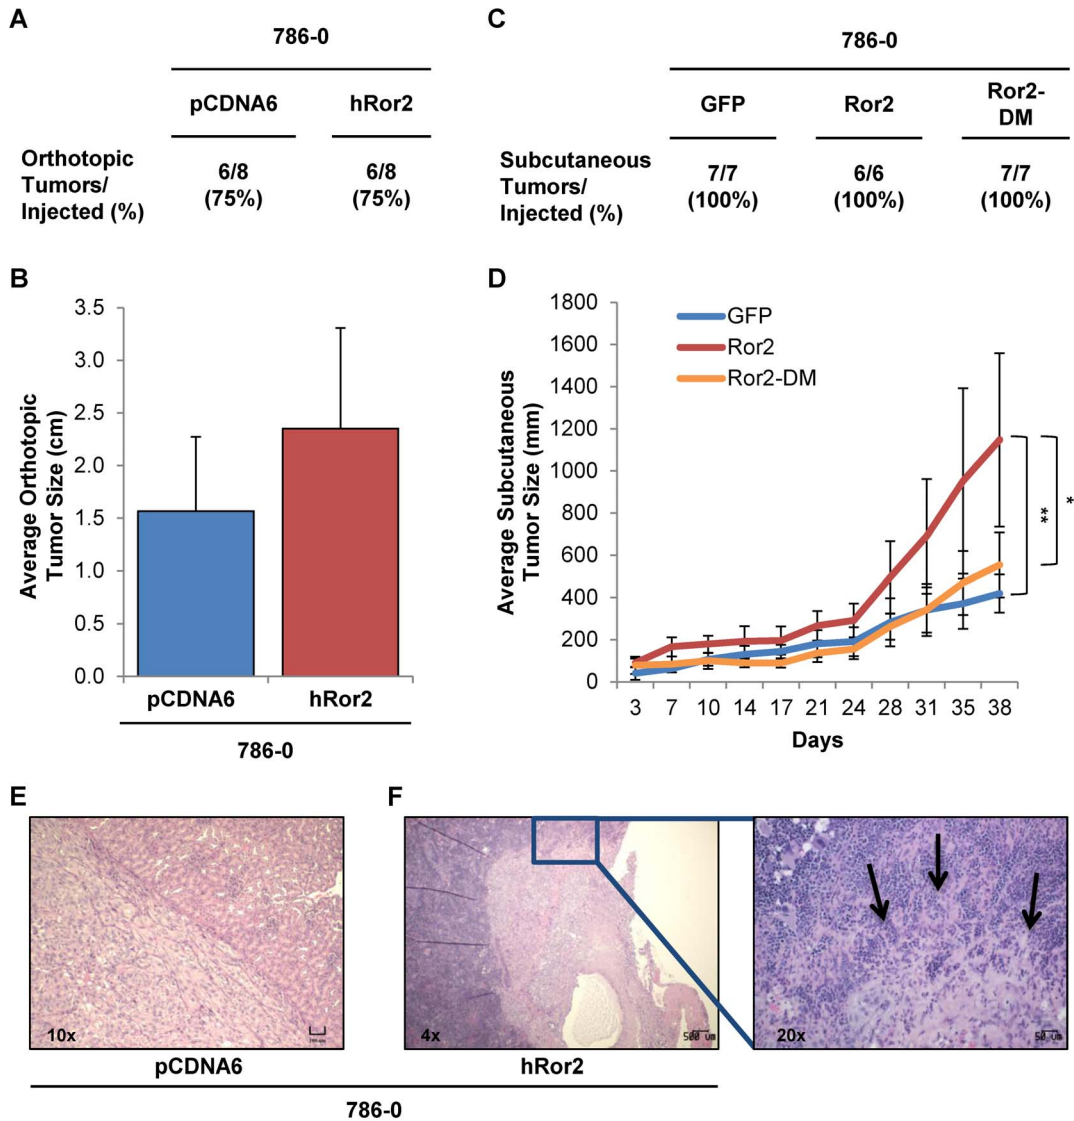 A
786-0
pCDNA6 hRor2
Orthotopic
Tumors/
Injected (%)
6/8
(75%)
6/8
(75%)
C
786-0
GFP Ror2 Ror2-
DM
Subcutaneous
Tumors/
Injected (%)
7/7
(100%)
6/6
(100%)
7/7
(100%)
B
Average Orthotopic
Tumor Size (cm)
3.5
3.0
2.5
2.0
1.5
1.0
0.5
0.0
pCDNA6 hRor2
786-0
D
Average Subcutaneous
Tumor Size (mm)
1800
1600
1400
1200
1000
800
600
400
200
0
GFP
Ror2
Ror2-DM
**
*
3 7 10 14 17 21 24 28 31 35 38
Days
E
10x
pCDNA6
F
4x
500 um
20x
50 um
hRor2
786-0